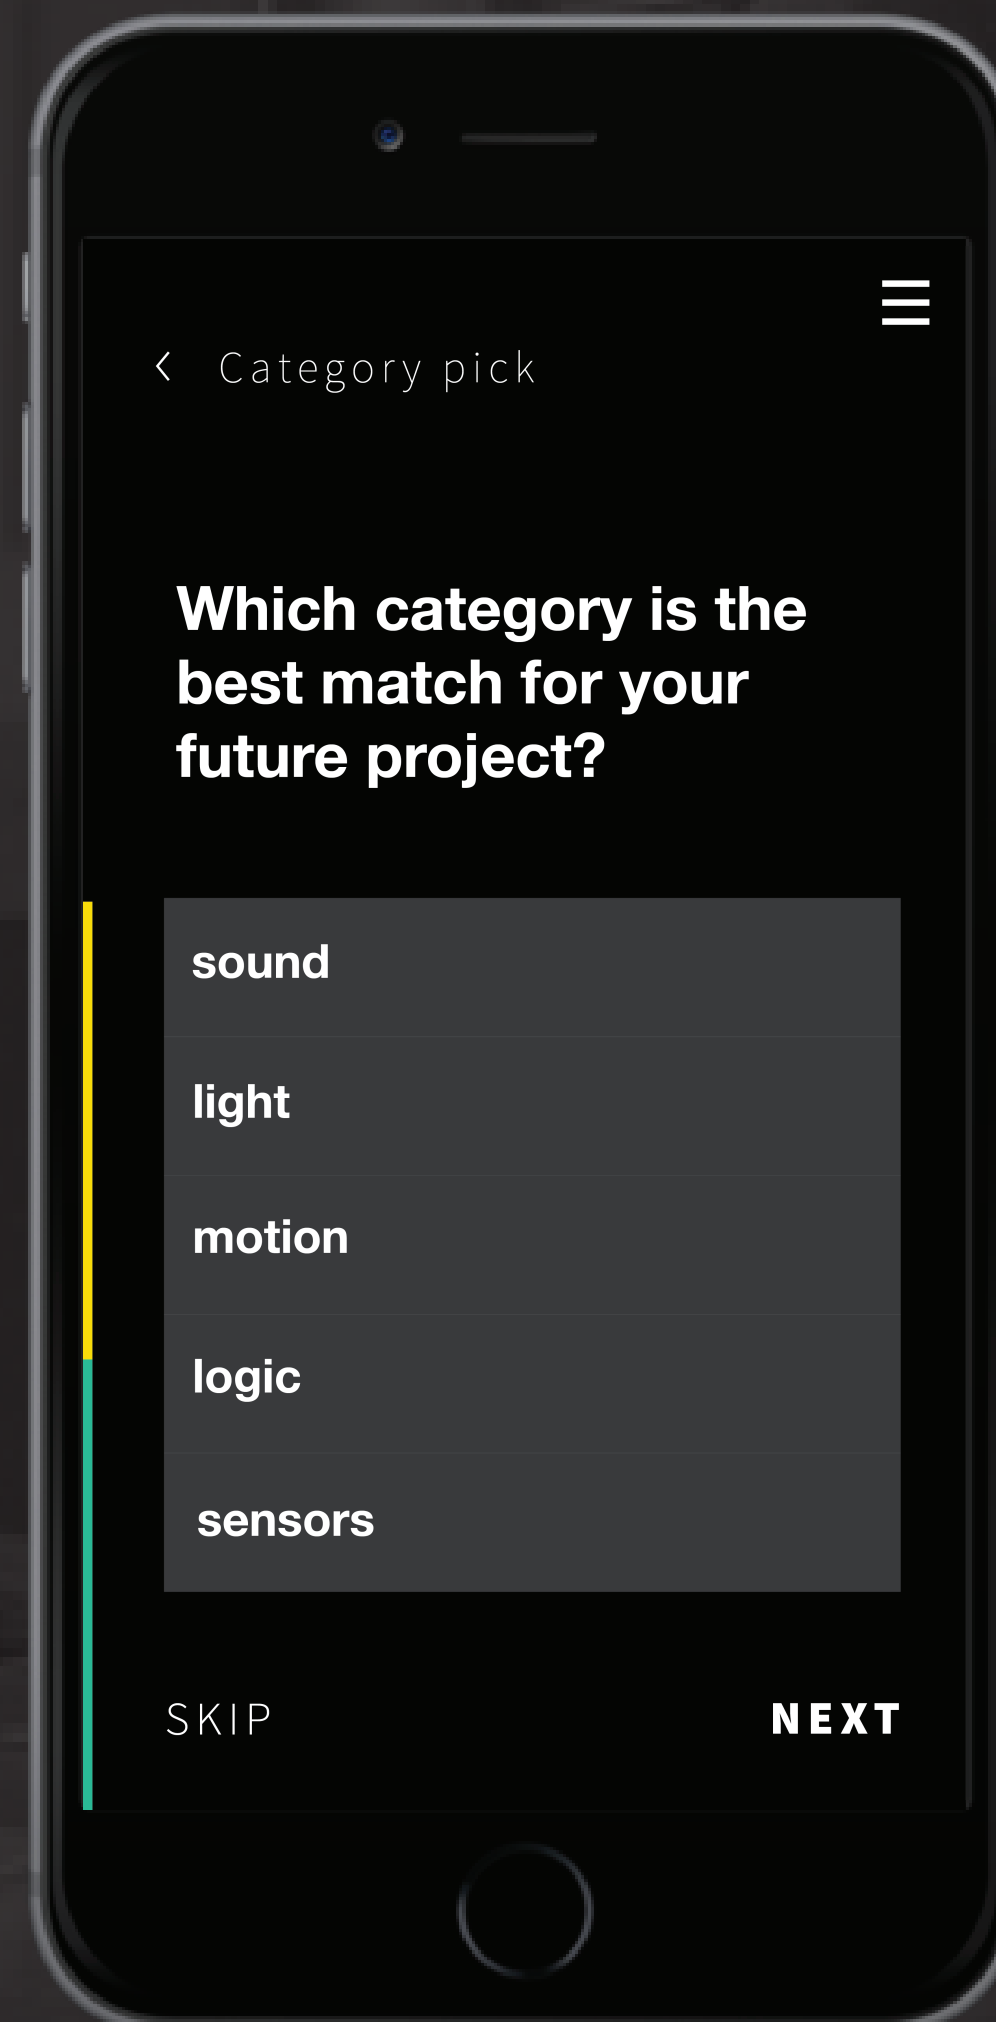 Category pick
Which category is the
best match for your
future project?
sound
light
motion
logic
sensors
SKIP
NEXT